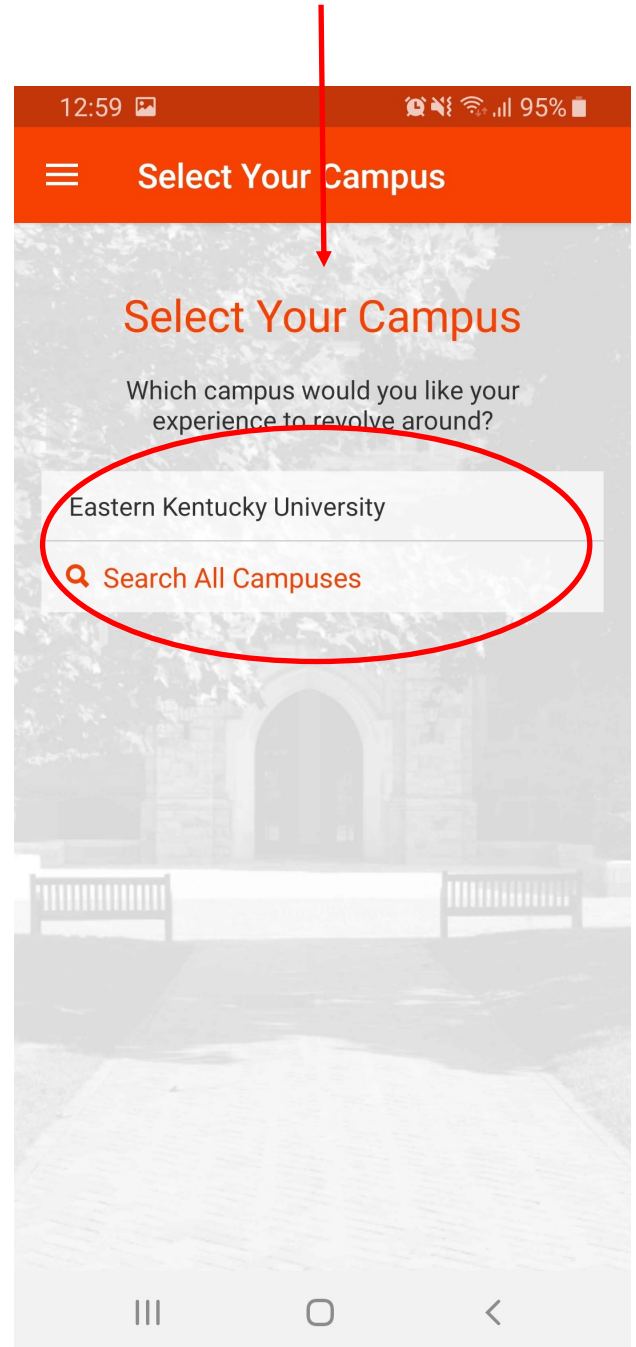 12:59 95%
Select Your Campus
Select Your Campus
Which campus would you like your
experience to revolve around?
Eastern Kentucky University
Search All Campuses